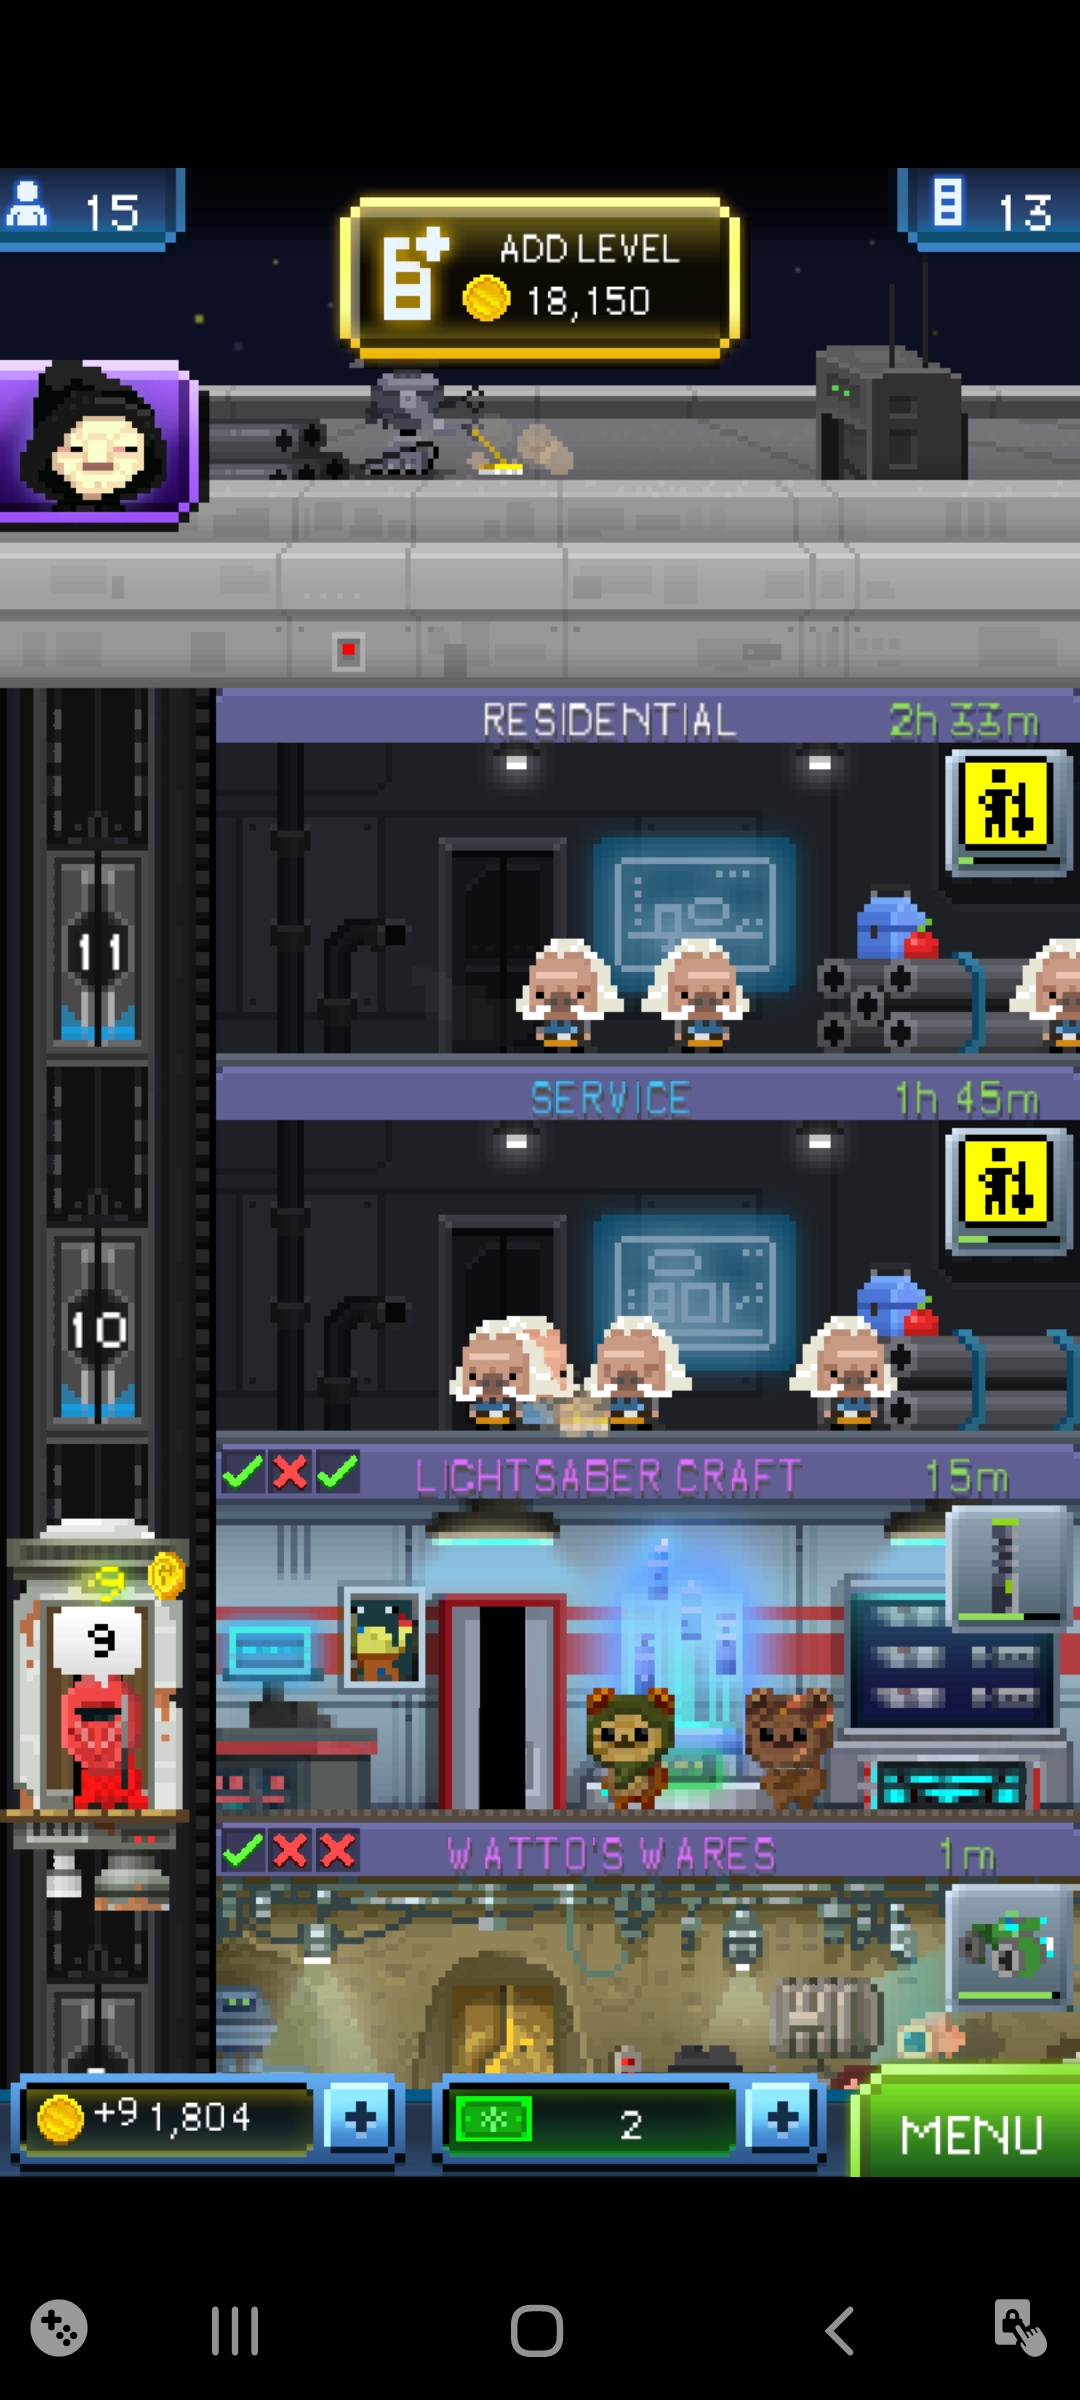 15
ADD LEVEL
18,150
13
RESIDENTIAL 2h 33m
11
SERVICE 1h 45m
10
LIGHTSABER CRAFT 15m
9
9
WATTO'S WARES 1m
+9 1,804
2
MENU